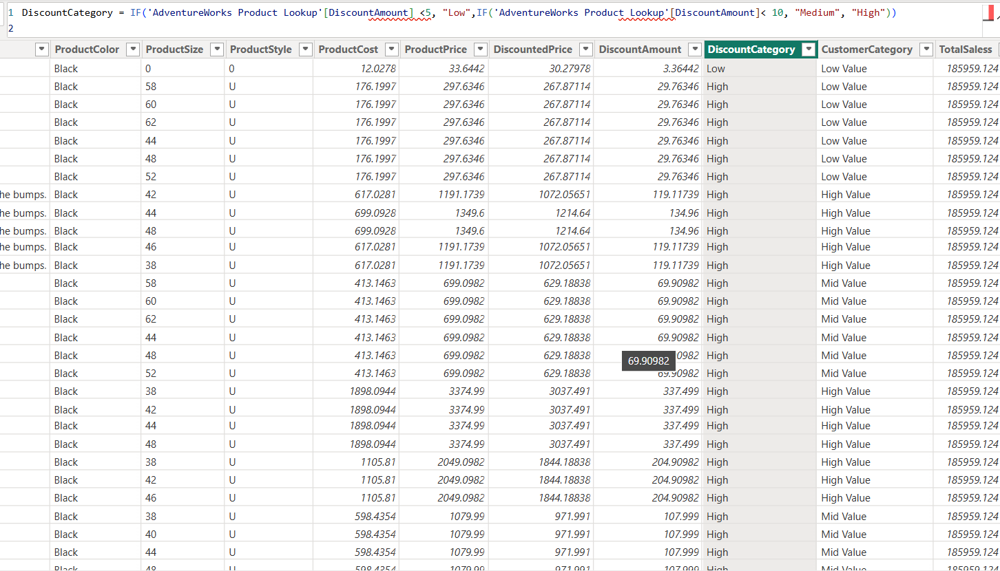 1 DiscountCategory = IF('AdventureWorks Product Lookup'[DiscountAmount] <5, "Low",IF('AdventureWorks Product Lookup'[DiscountAmount]< 10, "Medium", "High"))
2
ProductColor ProductSize ProductStyle ProductCost ProductPrice DiscountedPrice DiscountAmount DiscountCategory CustomerCategory TotalSaless
Black 0 0 12.0278 33.6442 30.27978 3.36442 Low Low Value 185959.124
Black 58 U 176.1997 297.6346 267.87114 29.76346 High Low Value 185959.124
Black 60 U 176.1997 297.6346 267.87114 29.76346 High Low Value 185959.124
Black 62 U 176.1997 297.6346 267.87114 29.76346 High Low Value 185959.124
Black 44 U 176.1997 297.6346 267.87114 29.76346 High Low Value 185959.124
Black 48 U 176.1997 297.6346 267.87114 29.76346 High Low Value 185959.124
Black 52 U 176.1997 297.6346 267.87114 29.76346 High Low Value 185959.124
he bumps. Black 42 U 617.0281 1191.1739 1072.05651 119.11739 High High Value 185959.124
he bumps. Black 44 U 699.0928 1349.6 1214.64 134.96 High High Value 185959.124
he bumps. Black 48 U 699.0928 1349.6 1214.64 134.96 High High Value 185959.124
he bumps. Black 46 U 617.0281 1191.1739 1072.05651 119.11739 High High Value 185959.124
he bumps. Black 38 U 617.0281 1191.1739 1072.05651 119.11739 High High Value 185959.124
Black 58 U 413.1463 699.0982 629.18838 69.90982 High Mid Value 185959.124
Black 60 U 413.1463 699.0982 629.18838 69.90982 High Mid Value 185959.124
Black 62 U 413.1463 699.0982 629.18838 69.90982 High Mid Value 185959.124
Black 44 U 413.1463 699.0982 629.18838 69.90982 High Mid Value 185959.124
Black 48 U 413.1463 699.0982 629.18838 0982 High Mid Value 185959.124
69.90982
Black 52 U 413.1463 699.0982 629.18838 69.90982 High Mid Value 185959.124
Black 38 U 1898.0944 3374.99 3037.491 337.499 High High Value 185959.124
Black 42 U 1898.0944 3374.99 3037.491 337.499 High High Value 185959.124
Black 44 U 1898.0944 3374.99 3037.491 337.499 High High Value 185959.124
Black 48 U 1898.0944 3374.99 3037.491 337.499 High High Value 185959.124
Black 38 U 1105.81 2049.0982 1844.18838 204.90982 High High Value 185959.124
Black 42 U 1105.81 2049.0982 1844.18838 204.90982 High High Value 185959.124
Black 46 U 1105.81 2049.0982 1844.18838 204.90982 High High Value 185959.124
Black 38 U 598.4354 1079.99 971.991 107.999 High Mid Value 185959.124
Black 40 U 598.4354 1079.99 971.991 107.999 High Mid Value 185959.124
Black 44 U 598.4354 1079.99 971.991 107.999 High Mid Value 185959.124
Black 48 U 598.4354 1079.99 971.991 107.999 High Mid Value 185959.124